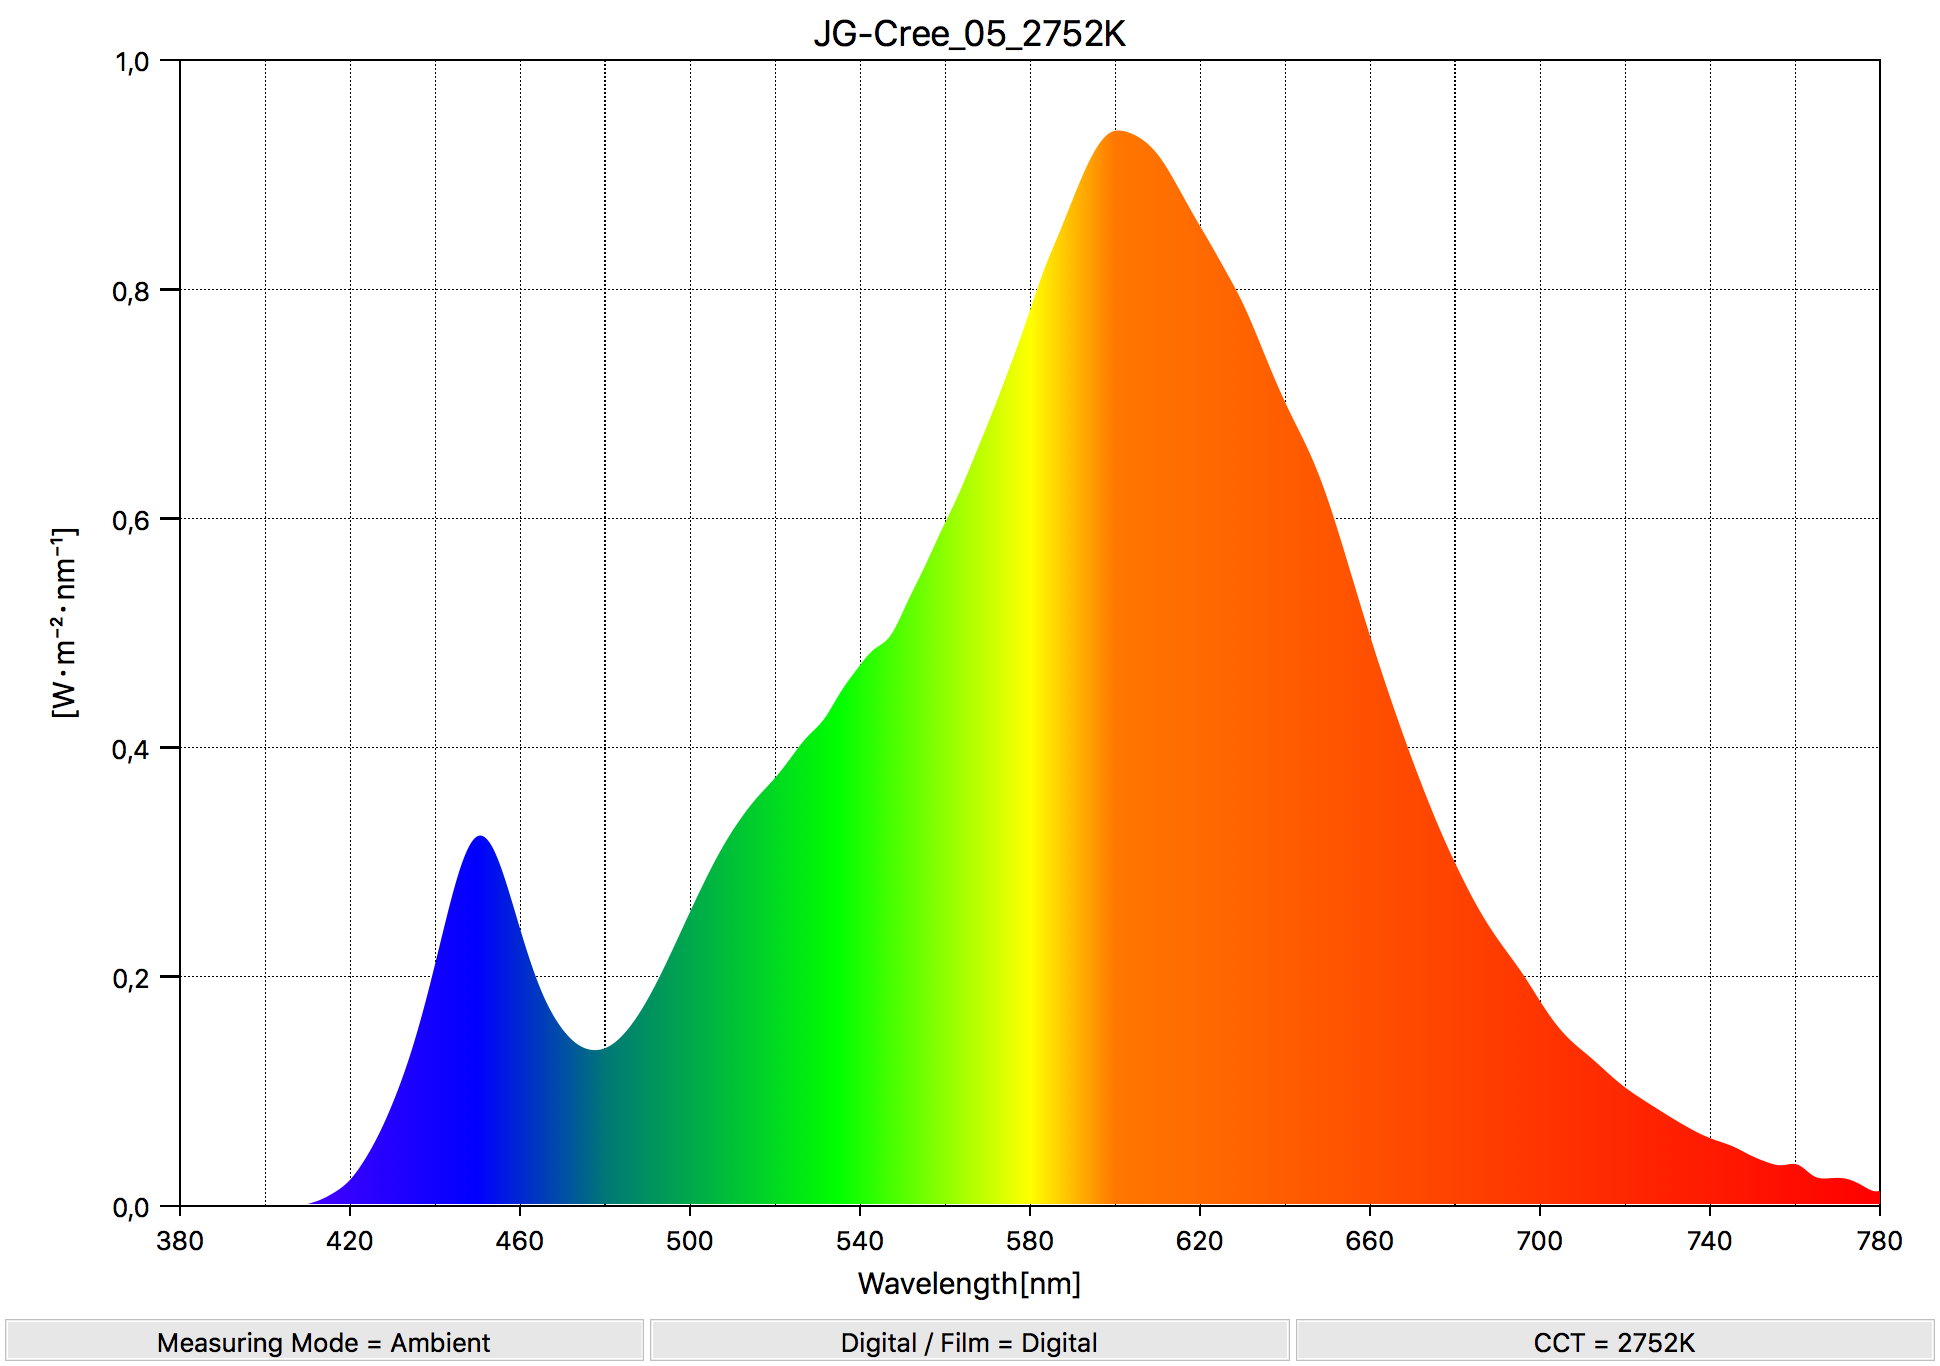 JG-Cree_05_2752K
1,0
0,8
0,6
0,4
0,2
0,0
[W·m⁻²·nm⁻¹]
380 420 460 500 540 580 620 660 700 740 780
Wavelength[nm]
Measuring Mode = Ambient
Digital / Film = Digital
CCT = 2752K